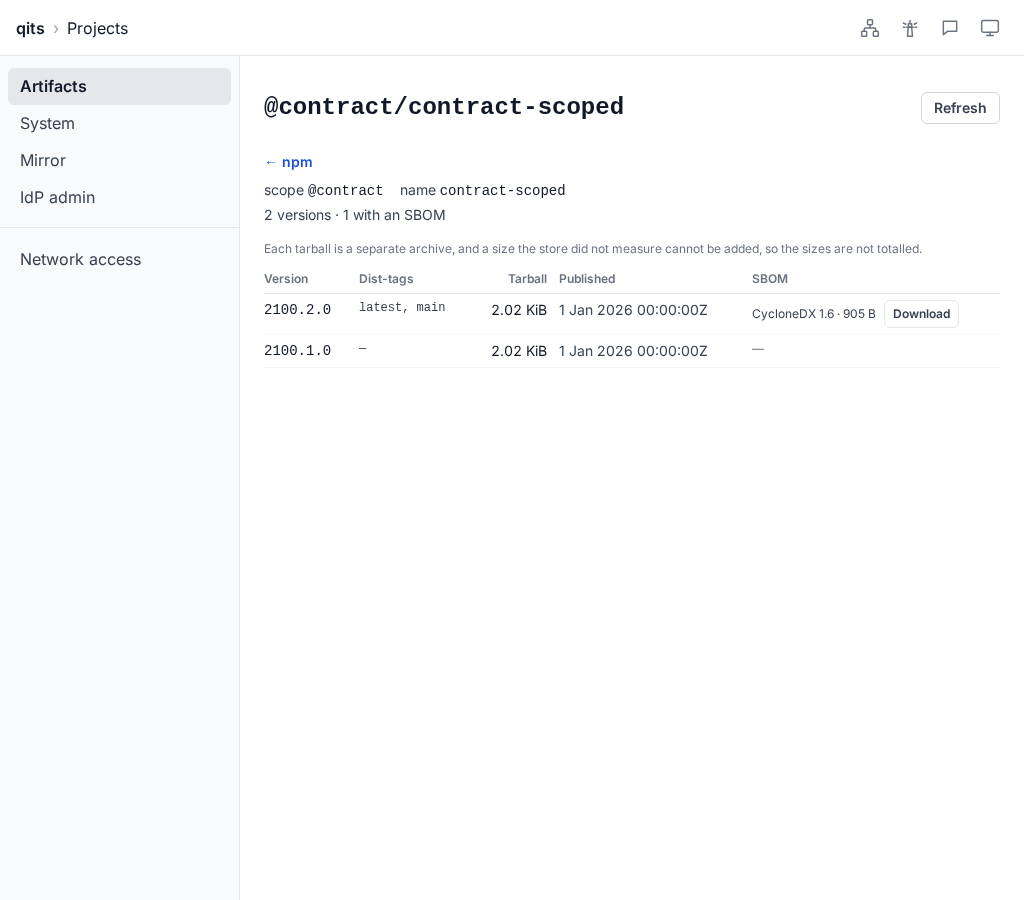 qits › Projects
Artifacts
System
Mirror
IdP admin
Network access
@contract/contract-scoped
Refresh
← npm
scope @contract name contract-scoped
2 versions · 1 with an SBOM
Each tarball is a separate archive, and a size the store did not measure cannot be added, so the sizes are not totalled.
Version Dist-tags Tarball Published SBOM
2100.2.0 latest, main 2.02 KiB 1 Jan 2026 00:00:00Z CycloneDX 1.6 · 905 B Download
2100.1.0 — 2.02 KiB 1 Jan 2026 00:00:00Z —